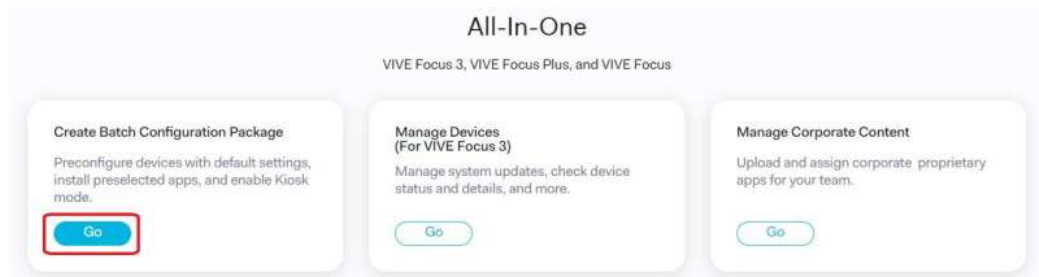 All-In-One
VIVE Focus 3, VIVE Focus Plus, and VIVE Focus
Create Batch Configuration Package
Preconfigure devices with default settings,
install preselected apps, and enable Kiosk
mode.
Go
Manage Devices
(For VIVE Focus 3)
Manage system updates, check device
status and details, and more.
Go
Manage Corporate Content
Upload and assign corporate proprietary
apps for your team.
Go